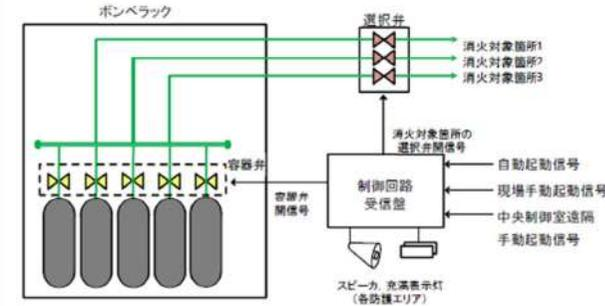 ボンベラック
選択弁
消火対象箇所1
消火対象箇所2
消火対象箇所3
消火対象箇所の
選択弁開信号
容器弁
容器弁
開信号
制御回路
受信盤
自動起動信号
現場手動起動信号
中央制御室遠隔
手動起動信号
スピーカ, 充満表示灯
(各防護エリア)